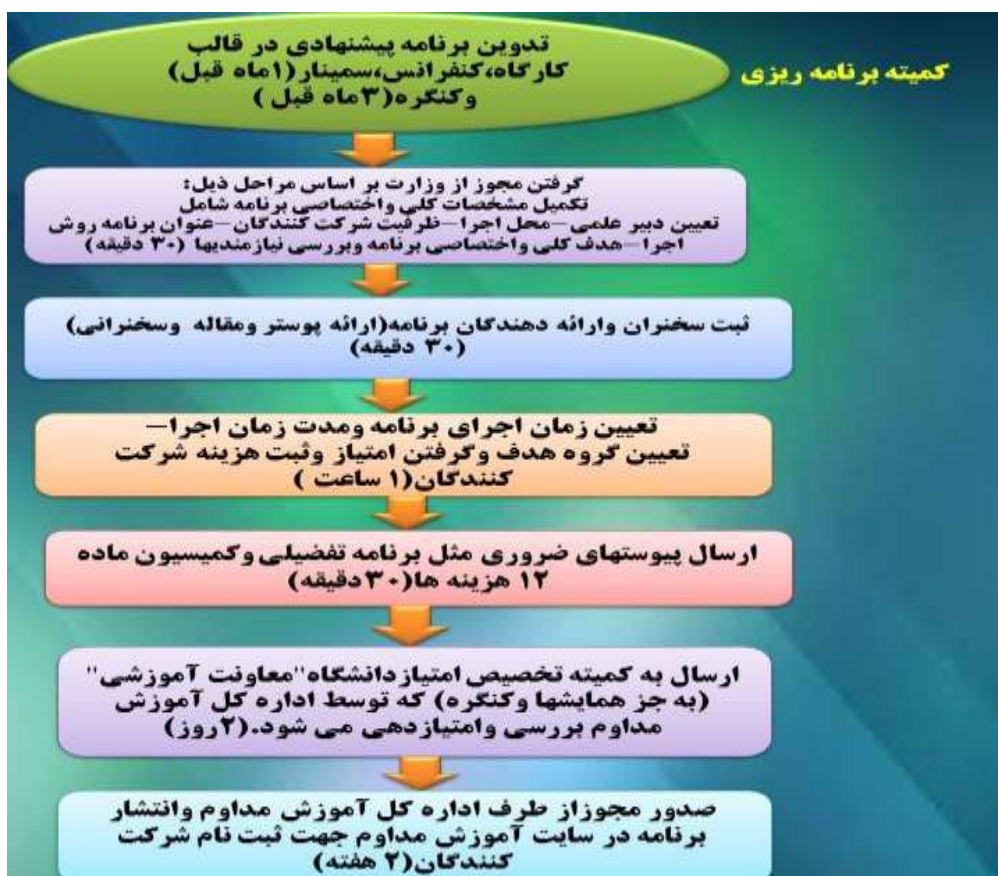 کمیته برنامه ریزی
تدوین برنامه پیشنهادی در قالب
کارگاه،کنفرانس،سمینار(۱ماه قبل)
وکنگره(۳ماه قبل )
گرفتن مجوز از وزارت بر اساس مراحل ذیل:
تکمیل مشخصات کلی واختصاصی برنامه شامل
تعیین دبیر علمی–محل اجرا–ظرفیت شرکت کنندگان–عنوان برنامه روش
اجرا–هدف کلی واختصاصی برنامه وبررسی نیازمندیها (۳۰ دقیقه)
ثبت سخنران وارائه دهندگان برنامه(ارائه پوستر ومقاله وسخنرانی)
(۳۰ دقیقه)
تعیین زمان اجرای برنامه ومدت زمان اجرا–
تعیین گروه هدف وگرفتن امتیاز وثبت هزینه شرکت
کنندگان(۱ ساعت )
ارسال پیوستهای ضروری مثل برنامه تفضیلی وکمیسیون ماده
۱۲ هزینه ها(۳۰دقیقه)
ارسال به کمیته تخصیص امتیازدانشگاه"معاونت آموزشی"
(به جز همایشها وکنگره) که توسط اداره کل آموزش
مداوم بررسی وامتیازدهی می شود.(۲روز)
صدور مجوزاز طرف اداره کل آموزش مداوم وانتشار
برنامه در سایت آموزش مداوم جهت ثبت نام شرکت
کنندگان(۲ هفته)